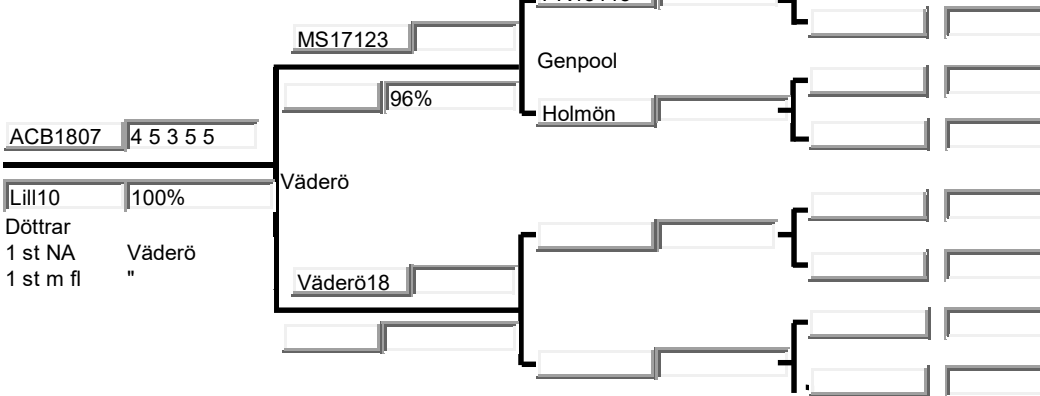 MS17123
Genpool
96%
Holmön
ACB1807 4 5 3 5 5
Väderö
Lill10 100%
Döttrar
1 st NA Väderö
1 st m fl "
Väderö18